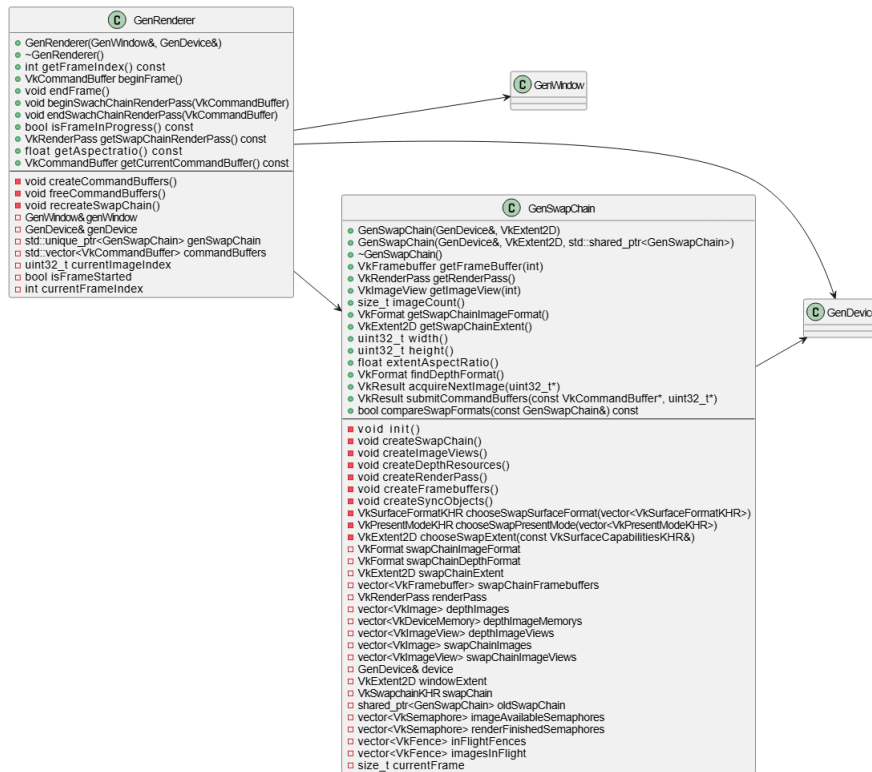 C GenRenderer
GenRenderer(GenWindow&, GenDevice&)
~GenRenderer()
int getFrameIndex() const
VkCommandBuffer beginFrame()
void endFrame()
void beginSwachChainRenderPass(VkCommandBuffer)
void endSwachChainRenderPass(VkCommandBuffer)
bool isFrameInProgress() const
VkRenderPass getSwapChainRenderPass() const
float getAspectratio() const
VkCommandBuffer getCurrentCommandBuffer() const
void createCommandBuffers()
void freeCommandBuffers()
void recreateSwapChain()
GenWindow& genWindow
GenDevice& genDevice
std::unique_ptr<GenSwapChain> genSwapChain
std::vector<VkCommandBuffer> commandBuffers
uint32_t currentImageIndex
bool isFrameStarted
int currentFrameIndex
C GenWindow
C GenSwapChain
GenSwapChain(GenDevice&, VkExtent2D)
GenSwapChain(GenDevice&, VkExtent2D, std::shared_ptr<GenSwapChain>)
~GenSwapChain()
VkFramebuffer getFrameBuffer(int)
VkRenderPass getRenderPass()
VkImageView getImageView(int)
size_t imageCount()
VkFormat getSwapChainImageFormat()
VkExtent2D getSwapChainExtent()
uint32_t width()
uint32_t height()
float extentAspectRatio()
VkFormat findDepthFormat()
VkResult acquireNextImage(uint32_t*)
VkResult submitCommandBuffers(const VkCommandBuffer*, uint32_t*)
bool compareSwapFormats(const GenSwapChain&) const
void init()
void createSwapChain()
void createImageViews()
void createDepthResources()
void createRenderPass()
void createFramebuffers()
void createSyncObjects()
VkSurfaceFormatKHR chooseSwapSurfaceFormat(vector<VkSurfaceFormatKHR>)
VkPresentModeKHR chooseSwapPresentMode(vector<VkPresentModeKHR>)
VkExtent2D chooseSwapExtent(const VkSurfaceCapabilitiesKHR&)
VkFormat swapChainImageFormat
VkFormat swapChainDepthFormat
VkExtent2D swapChainExtent
vector<VkFramebuffer> swapChainFramebuffers
VkRenderPass renderPass
vector<VkImage> depthImages
vector<VkDeviceMemory> depthImageMemorys
vector<VkImageView> depthImageViews
vector<VkImage> swapChainImages
vector<VkImageView> swapChainImageViews
GenDevice& device
VkExtent2D windowExtent
VkSwapchainKHR swapChain
shared_ptr<GenSwapChain> oldSwapChain
vector<VkSemaphore> imageAvailableSemaphores
vector<VkSemaphore> renderFinishedSemaphores
vector<VkFence> inFlightFences
vector<VkFence> imagesInFlight
size_t currentFrame
C GenDevice